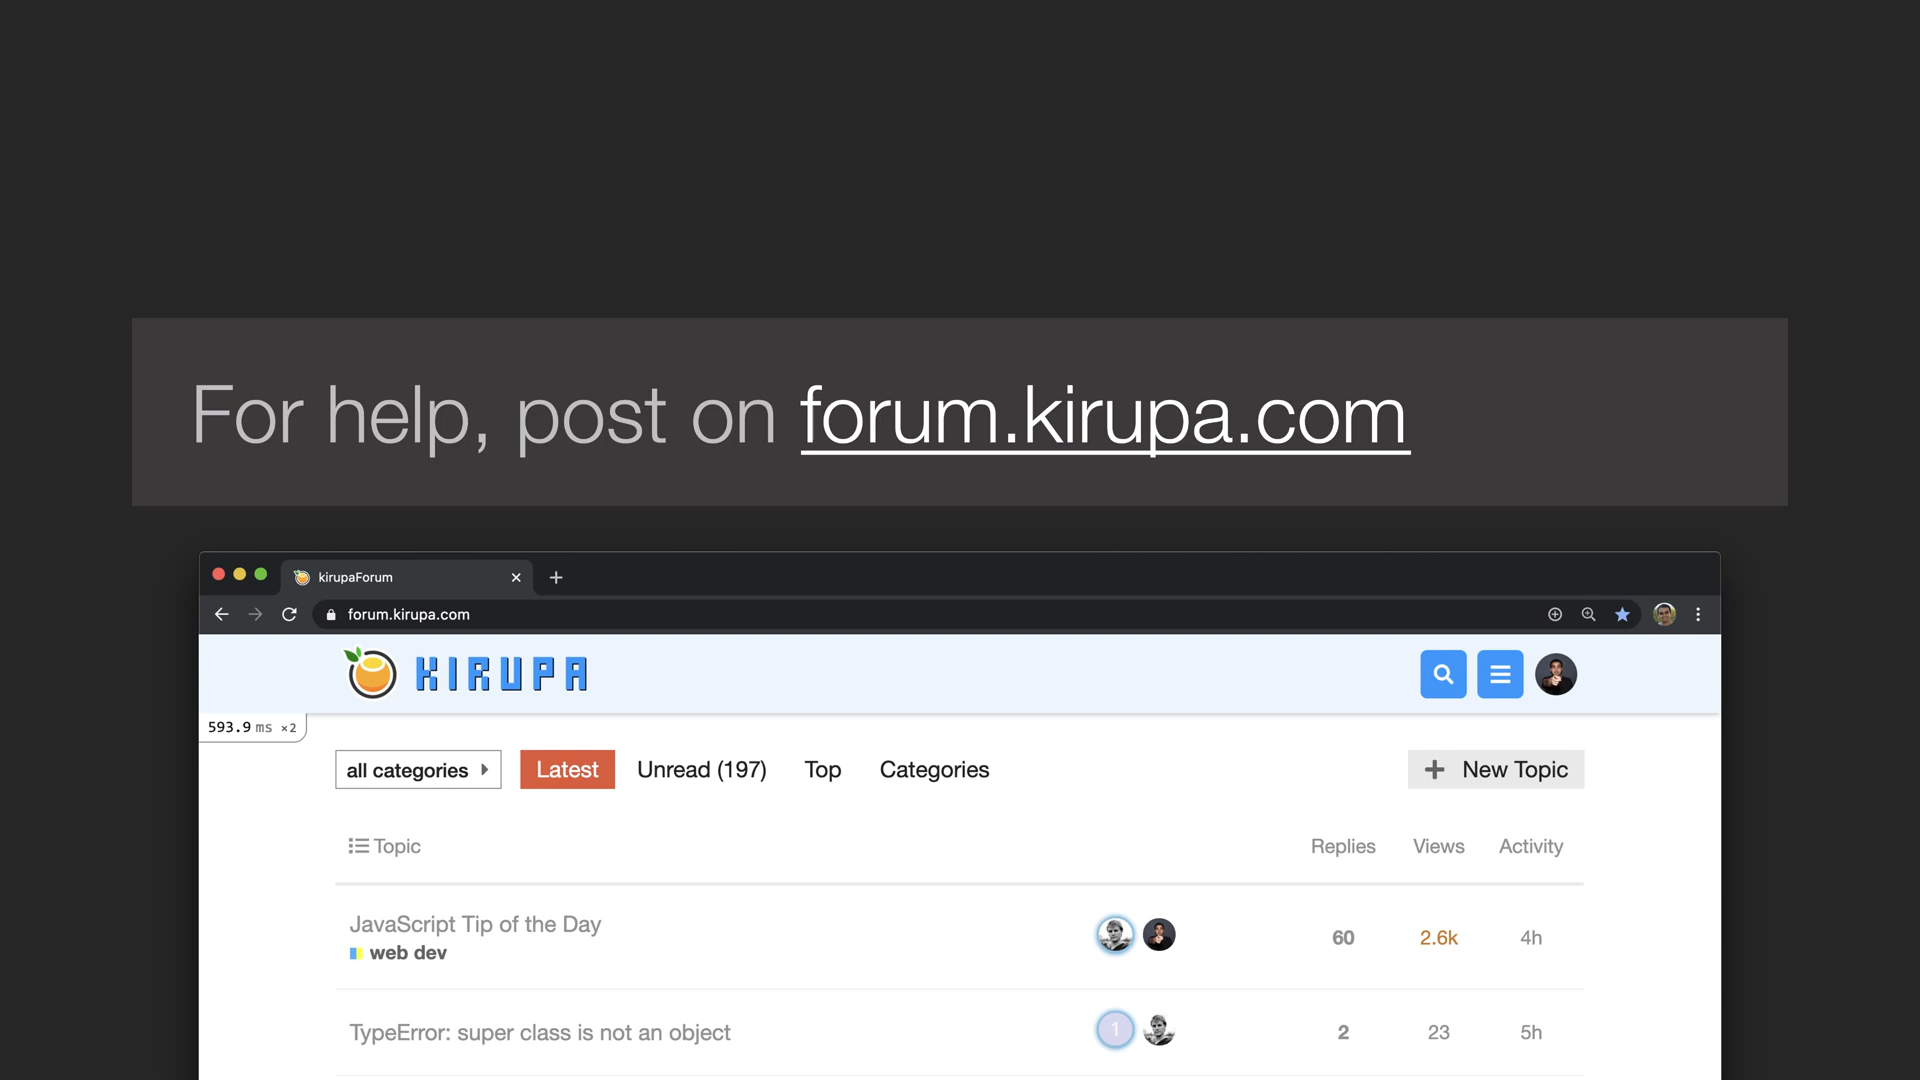 For help, post on forum.kirupa.com
kirupaForum
forum.kirupa.com
KIRUPA
593.9 ms ×2
all categories Latest Unread (197) Top Categories New Topic
Topic Replies Views Activity
JavaScript Tip of the Day 60 2.6k 4h
web dev
TypeError: super class is not an object 1 2 23 5h